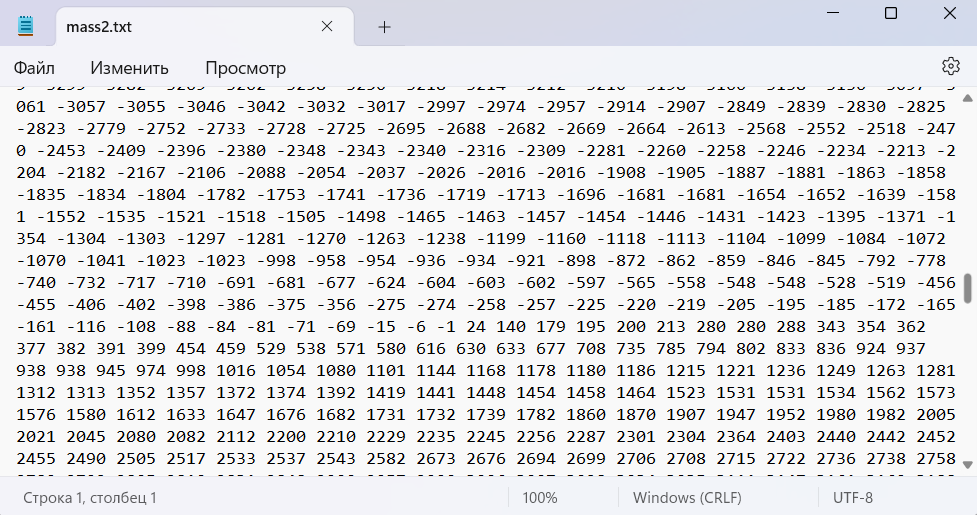 mass2.txt
Файл Изменить Просмотр
061 -3057 -3055 -3046 -3042 -3032 -3017 -2997 -2974 -2957 -2914 -2907 -2849 -2839 -2830 -2825
-2823 -2779 -2752 -2733 -2728 -2725 -2695 -2688 -2682 -2669 -2664 -2613 -2568 -2552 -2518 -247
0 -2453 -2409 -2396 -2380 -2348 -2343 -2340 -2316 -2309 -2281 -2260 -2258 -2246 -2234 -2213 -2
204 -2182 -2167 -2106 -2088 -2054 -2037 -2026 -2016 -2016 -1908 -1905 -1887 -1881 -1863 -1858
-1835 -1834 -1804 -1782 -1753 -1741 -1736 -1719 -1713 -1696 -1681 -1681 -1654 -1652 -1639 -158
1 -1552 -1535 -1521 -1518 -1505 -1498 -1465 -1463 -1457 -1454 -1446 -1431 -1423 -1395 -1371 -1
354 -1304 -1303 -1297 -1281 -1270 -1263 -1238 -1199 -1160 -1118 -1113 -1104 -1099 -1084 -1072
-1070 -1041 -1023 -1023 -998 -958 -954 -936 -934 -921 -898 -872 -862 -859 -846 -845 -792 -778
-740 -732 -717 -710 -691 -681 -677 -624 -604 -603 -602 -597 -565 -558 -548 -548 -528 -519 -456
-455 -406 -402 -398 -386 -375 -356 -275 -274 -258 -257 -225 -220 -219 -205 -195 -185 -172 -165
-161 -116 -108 -88 -84 -81 -71 -69 -15 -6 -1 24 140 179 195 200 213 280 280 288 343 354 362
377 382 391 399 454 459 529 538 571 580 616 630 633 677 708 735 785 794 802 833 836 924 937
938 938 945 974 998 1016 1054 1080 1101 1144 1168 1178 1180 1186 1215 1221 1236 1249 1263 1281
1312 1313 1352 1357 1372 1374 1392 1419 1441 1448 1454 1458 1464 1523 1531 1531 1534 1562 1573
1576 1580 1612 1633 1647 1676 1682 1731 1732 1739 1782 1860 1870 1907 1947 1952 1980 1982 2005
2021 2045 2080 2082 2112 2200 2210 2229 2235 2245 2256 2287 2301 2304 2364 2403 2440 2442 2452
2455 2490 2505 2517 2533 2537 2543 2582 2673 2676 2694 2699 2706 2708 2715 2722 2736 2738 2758
Строка 1, столбец 1 100% Windows (CRLF) UTF-8